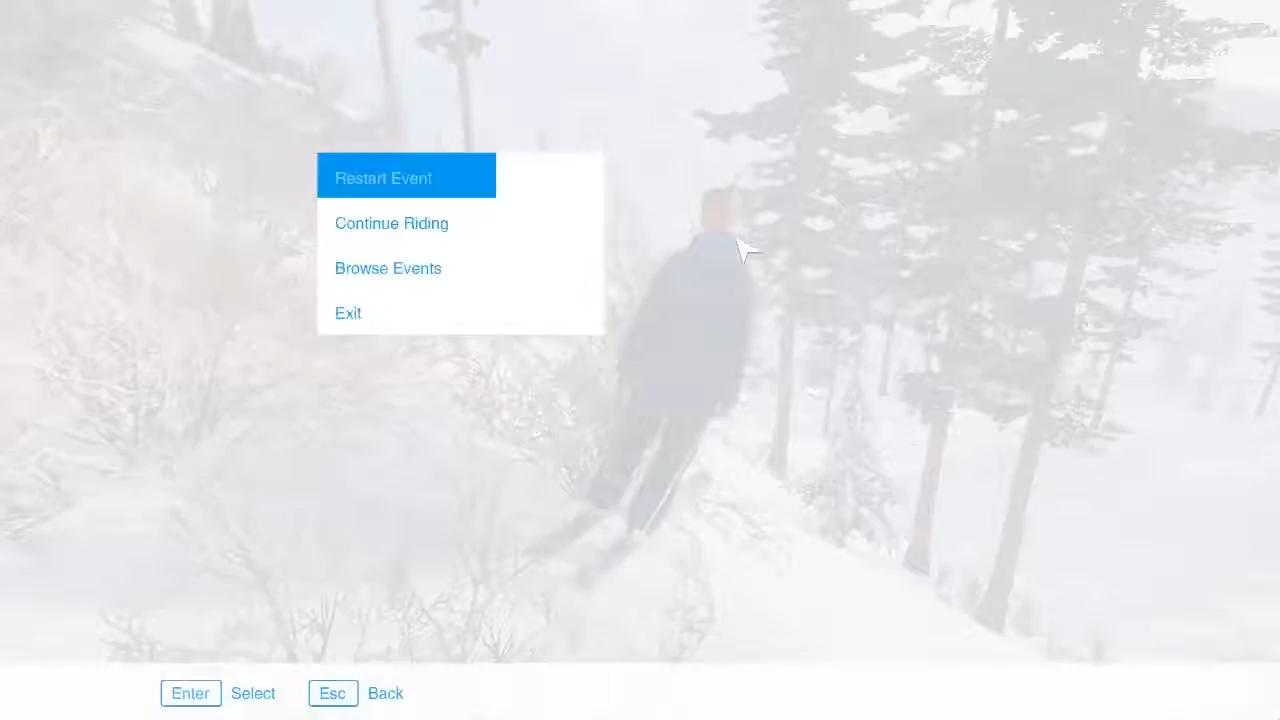 Restart Event
Continue Riding
Browse Events
Exit
Enter Select Esc Back